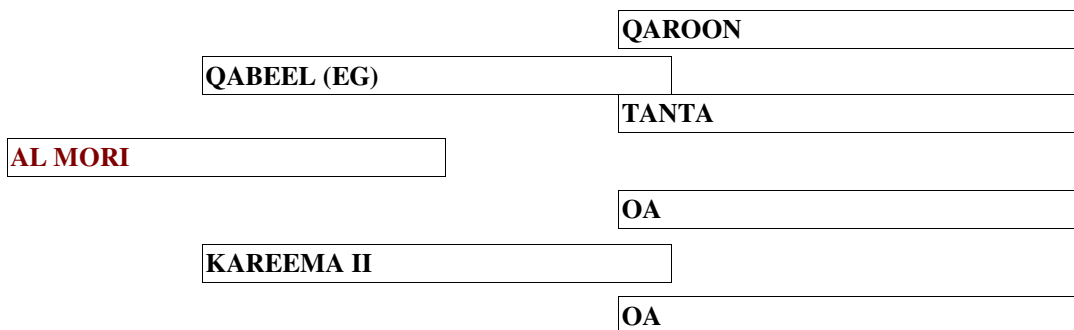 QAROON
QABEEL (EG)
TANTA
AL MORI
OA
KAREEMA II
OA